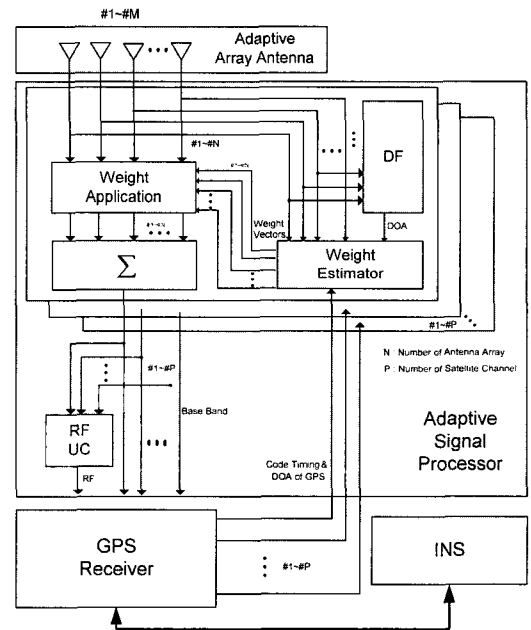 #1~#M
Adaptive
Array Antenna
#1~#N
#1~#N
DF
Weight
Application
Weight
Vectors
DOA
#1~#N
Σ
Weight
Estimator
#1~#P
N : Number of Antenna Array
P : Number of Satellite Channel
#1~#P
Base Band
RF
UC
RF
Adaptive
Signal
Processor
Code Timing &
DOA of GPS
GPS
Receiver
#1~#P
INS